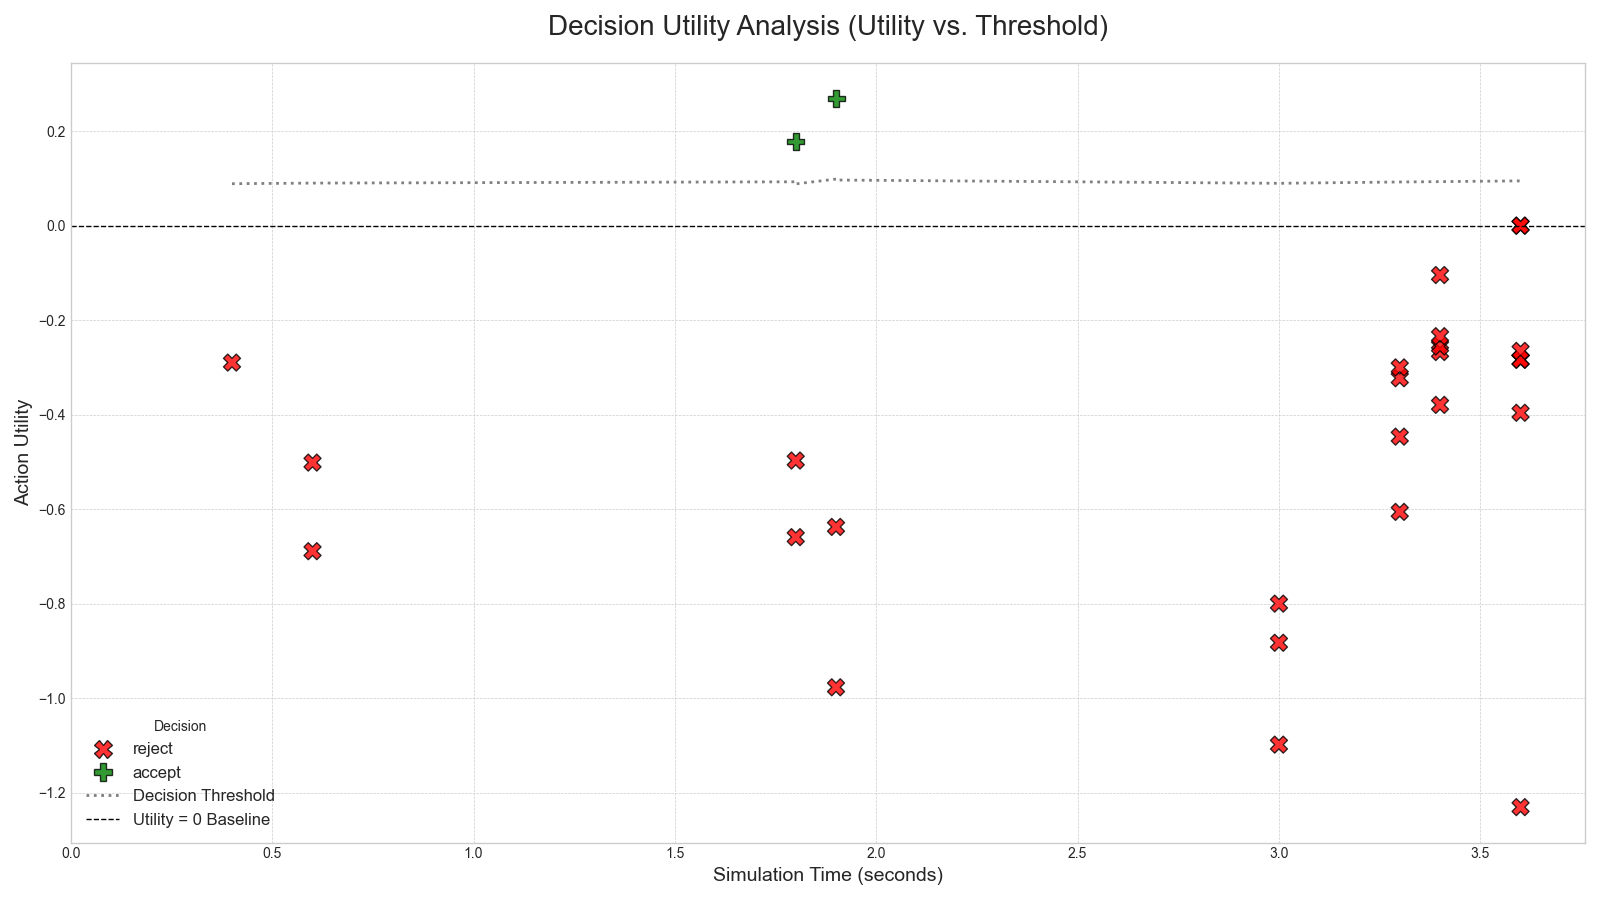 Decision Utility Analysis (Utility vs. Threshold)
Action Utility
0.2
0.0
−0.2
−0.4
−0.6
−0.8
−1.0
−1.2
Decision
reject
accept
Decision Threshold
Utility = 0 Baseline
0.0 0.5 1.0 1.5 2.0 2.5 3.0 3.5
Simulation Time (seconds)